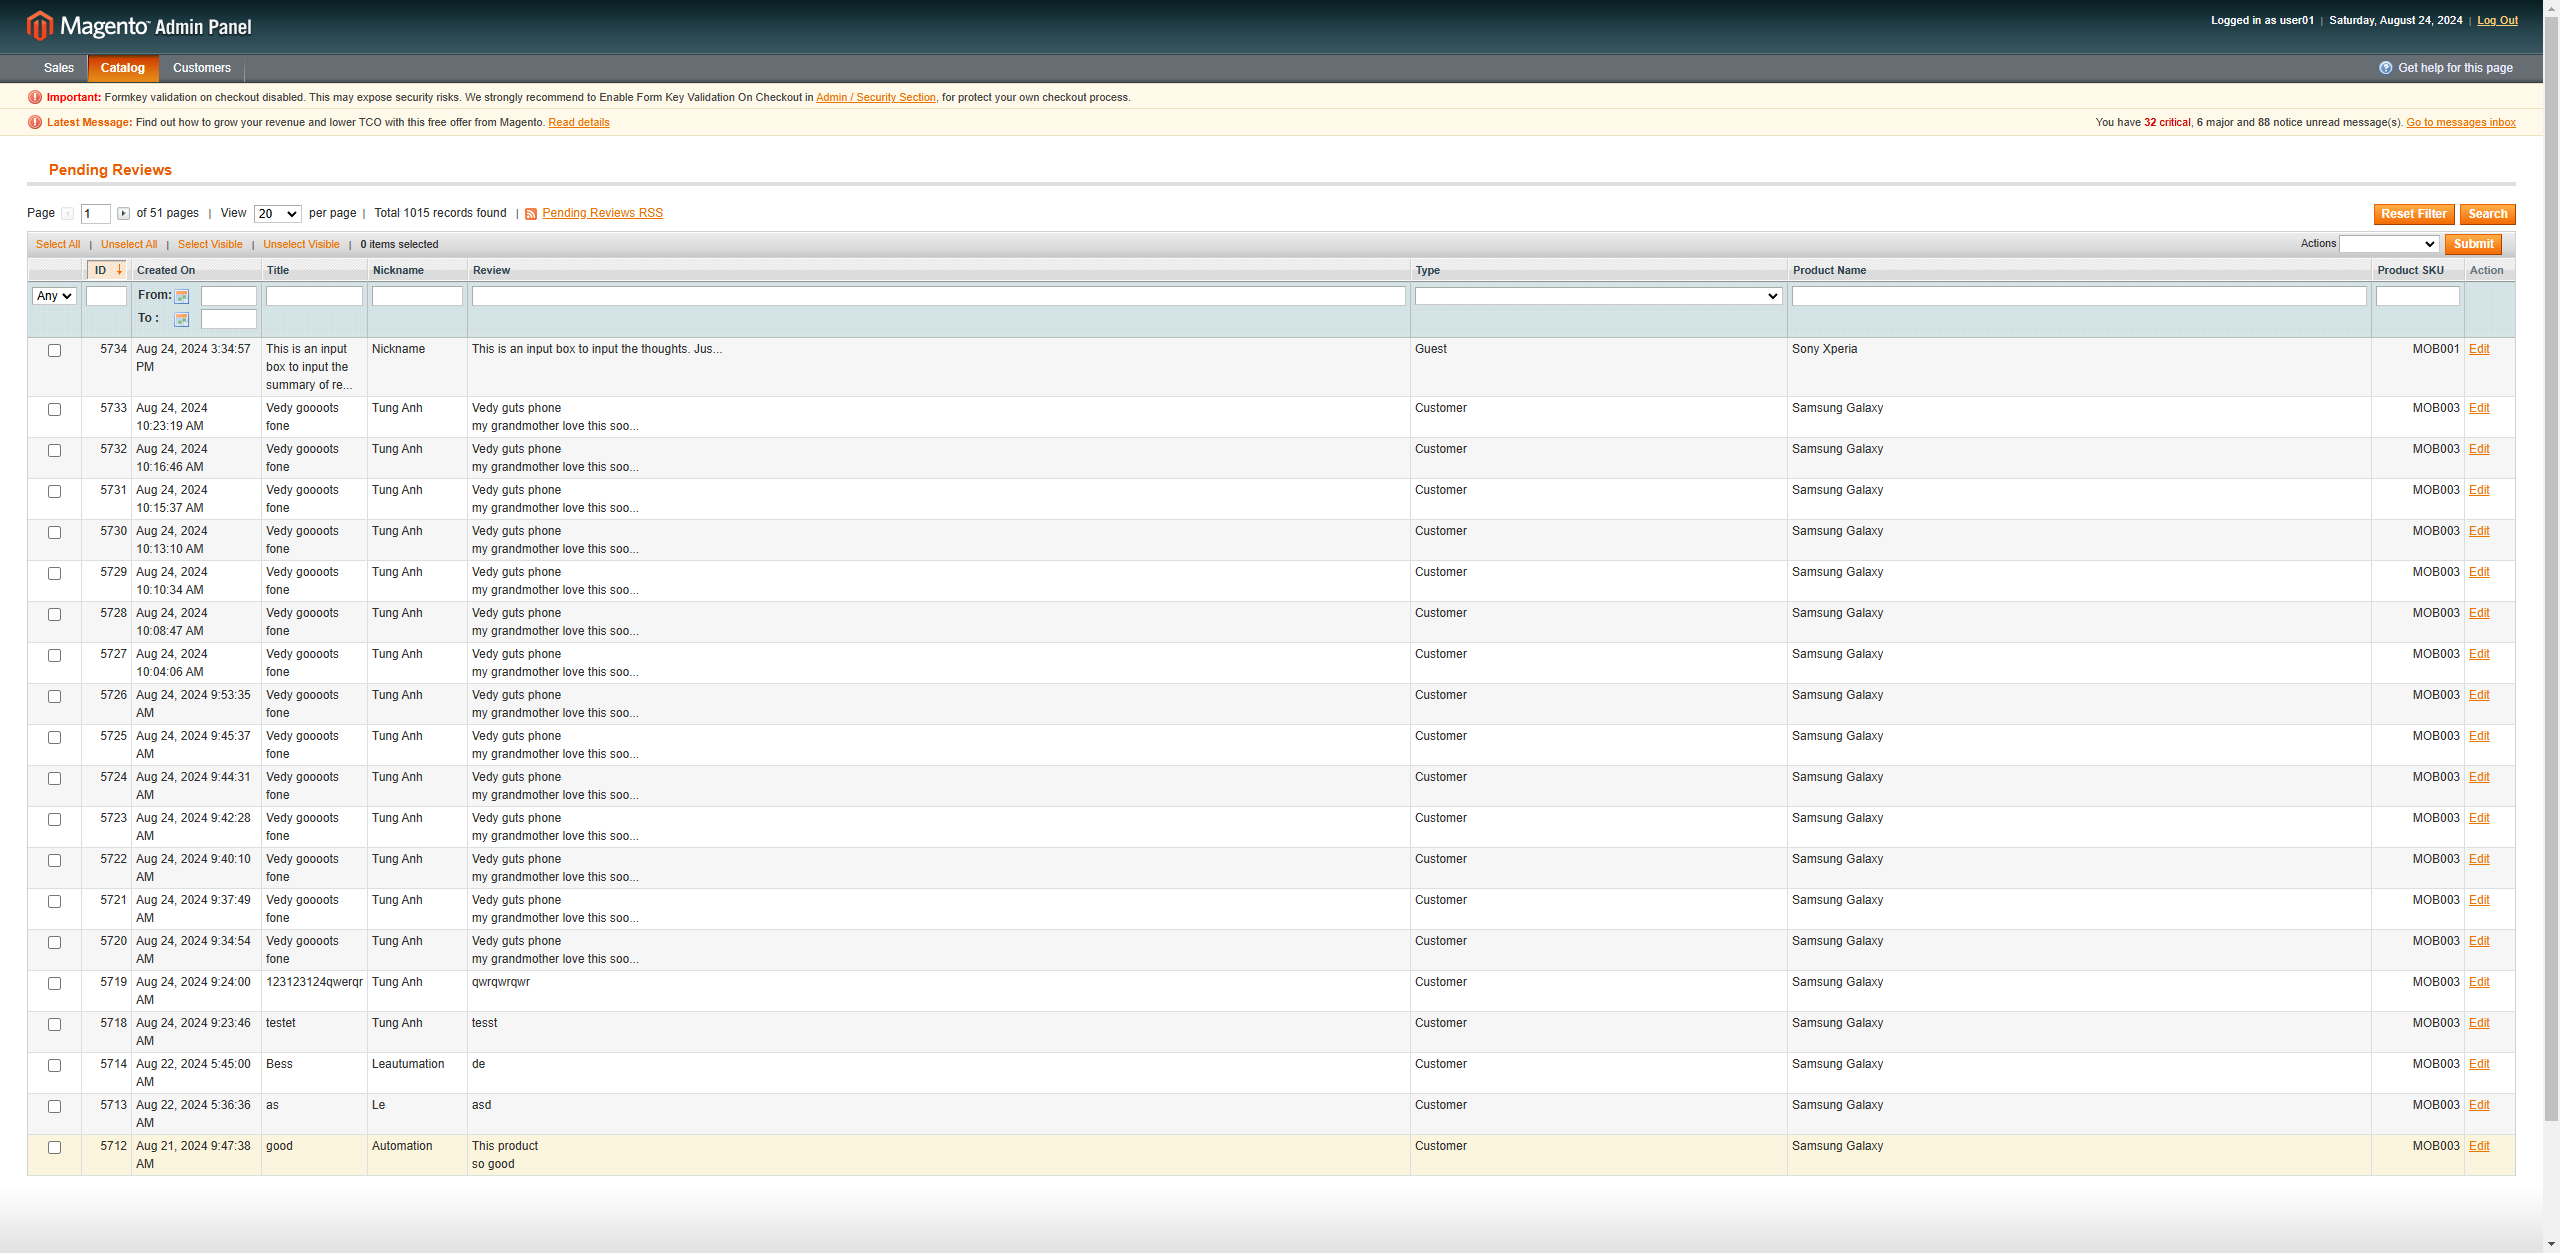 Magento™ Admin Panel
Logged in as user01 | Saturday, August 24, 2024 | Log Out
Sales Catalog Customers Get help for this page
Important: Formkey validation on checkout disabled. This may expose security risks. We strongly recommend to Enable Form Key Validation On Checkout in Admin / Security Section, for protect your own checkout process.
Latest Message: Find out how to grow your revenue and lower TCO with this free offer from Magento. Read details You have 32 critical, 6 major and 88 notice unread message(s). Go to messages inbox
Pending Reviews
Page 1 of 51 pages | View 20 per page | Total 1015 records found | Pending Reviews RSS Reset Filter Search
Select All | Unselect All | Select Visible | Unselect Visible | 0 items selected Actions Submit
ID Created On Title Nickname Review Type Product Name Product SKU Action
Any From:
To :
5734 Aug 24, 2024 3:34:57 This is an input Nickname This is an input box to input the thoughts. Jus... Guest Sony Xperia MOB001 Edit
PM box to input the
summary of re...
5733 Aug 24, 2024 Vedy goooots Tung Anh Vedy guts phone Customer Samsung Galaxy MOB003 Edit
10:23:19 AM fone my grandmother love this soo...
5732 Aug 24, 2024 Vedy goooots Tung Anh Vedy guts phone Customer Samsung Galaxy MOB003 Edit
10:16:46 AM fone my grandmother love this soo...
5731 Aug 24, 2024 Vedy goooots Tung Anh Vedy guts phone Customer Samsung Galaxy MOB003 Edit
10:15:37 AM fone my grandmother love this soo...
5730 Aug 24, 2024 Vedy goooots Tung Anh Vedy guts phone Customer Samsung Galaxy MOB003 Edit
10:13:10 AM fone my grandmother love this soo...
5729 Aug 24, 2024 Vedy goooots Tung Anh Vedy guts phone Customer Samsung Galaxy MOB003 Edit
10:10:34 AM fone my grandmother love this soo...
5728 Aug 24, 2024 Vedy goooots Tung Anh Vedy guts phone Customer Samsung Galaxy MOB003 Edit
10:08:47 AM fone my grandmother love this soo...
5727 Aug 24, 2024 Vedy goooots Tung Anh Vedy guts phone Customer Samsung Galaxy MOB003 Edit
10:04:06 AM fone my grandmother love this soo...
5726 Aug 24, 2024 9:53:35 Vedy goooots Tung Anh Vedy guts phone Customer Samsung Galaxy MOB003 Edit
AM fone my grandmother love this soo...
5725 Aug 24, 2024 9:45:37 Vedy goooots Tung Anh Vedy guts phone Customer Samsung Galaxy MOB003 Edit
AM fone my grandmother love this soo...
5724 Aug 24, 2024 9:44:31 Vedy goooots Tung Anh Vedy guts phone Customer Samsung Galaxy MOB003 Edit
AM fone my grandmother love this soo...
5723 Aug 24, 2024 9:42:28 Vedy goooots Tung Anh Vedy guts phone Customer Samsung Galaxy MOB003 Edit
AM fone my grandmother love this soo...
5722 Aug 24, 2024 9:40:10 Vedy goooots Tung Anh Vedy guts phone Customer Samsung Galaxy MOB003 Edit
AM fone my grandmother love this soo...
5721 Aug 24, 2024 9:37:49 Vedy goooots Tung Anh Vedy guts phone Customer Samsung Galaxy MOB003 Edit
AM fone my grandmother love this soo...
5720 Aug 24, 2024 9:34:54 Vedy goooots Tung Anh Vedy guts phone Customer Samsung Galaxy MOB003 Edit
AM fone my grandmother love this soo...
5719 Aug 24, 2024 9:24:00 123123124qwerqr Tung Anh qwrqwrqwr Customer Samsung Galaxy MOB003 Edit
AM
5718 Aug 24, 2024 9:23:46 testet Tung Anh tesst Customer Samsung Galaxy MOB003 Edit
AM
5714 Aug 22, 2024 5:45:00 Bess Leautumation de Customer Samsung Galaxy MOB003 Edit
AM
5713 Aug 22, 2024 5:36:36 as Le asd Customer Samsung Galaxy MOB003 Edit
AM
5712 Aug 21, 2024 9:47:38 good Automation This product Customer Samsung Galaxy MOB003 Edit
AM so good